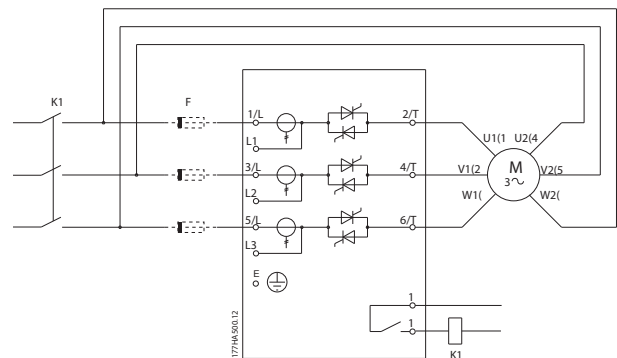 K1
F
1/L
2/T
L1
U1(1 U2(4
3/L
4/T
L2
V1(2
M
3
V2(5
W1(
W2(
5/L
6/T
L3
E
1
1
K1
177HA500.12